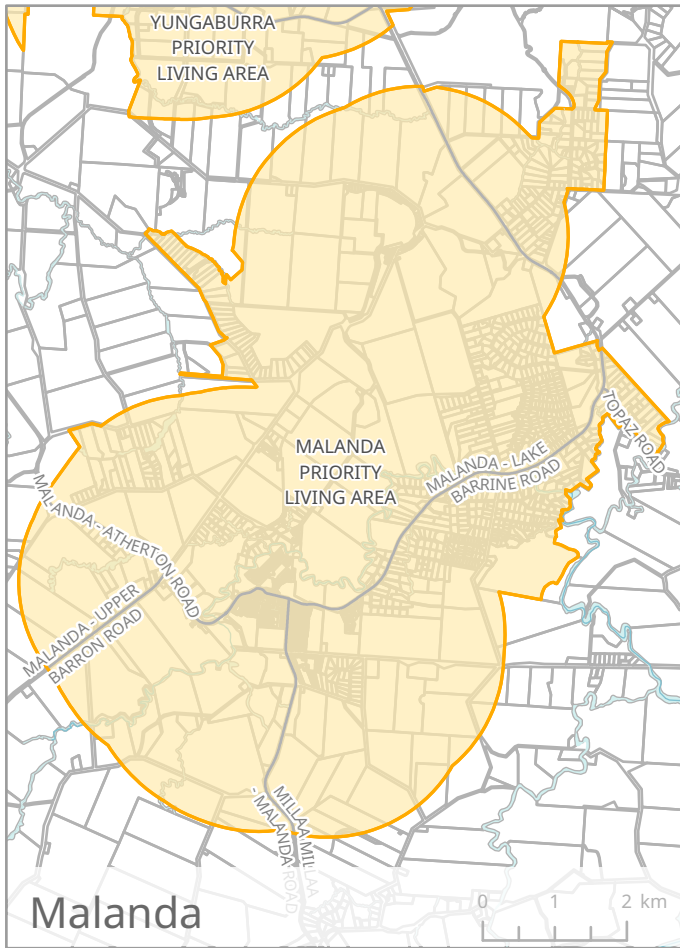 YUNGABURRA
PRIORITY
LIVING AREA
MALANDA
PRIORITY
LIVING AREA
TOPAZ ROAD
MALANDA - LAKE
BARRINE ROAD
MALANDA - ATHERTON ROAD
MALANDA - UPPER
BARRON ROAD
MILLAA MILLAA
- MALANDA ROAD
Malanda
0 1 2 km